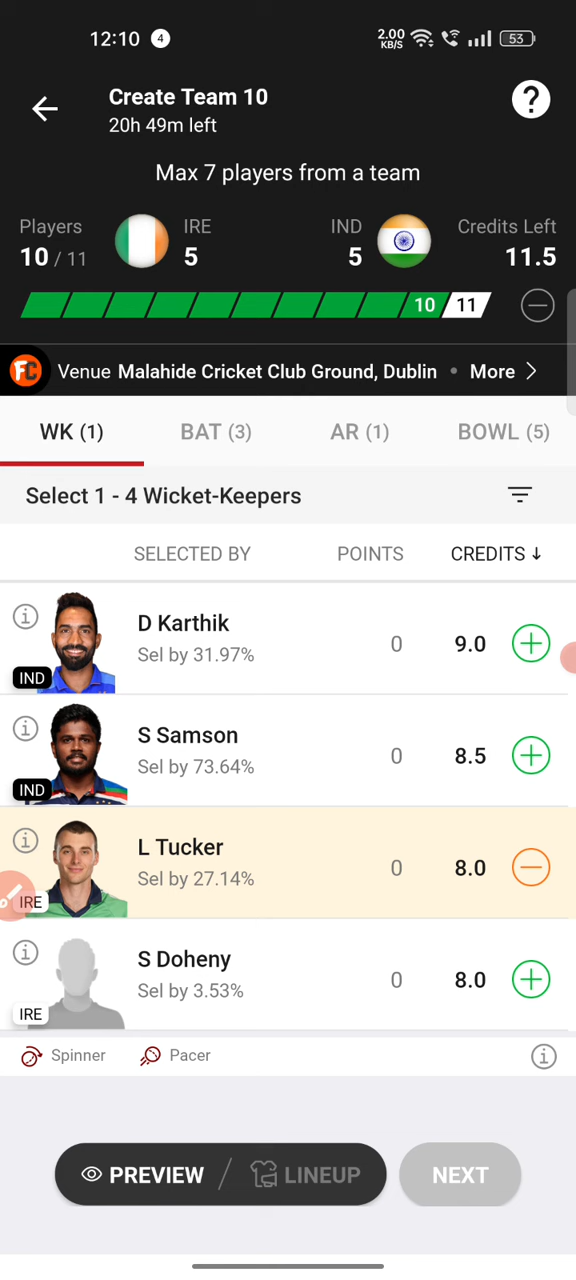 12:10 4 2.00 KB/S 53
Create Team 10
20h 49m left
?
Max 7 players from a team
Players IRE IND Credits Left
10 / 11 5 5 11.5
10 11
FC Venue Malahide Cricket Club Ground, Dublin • More
WK (1) BAT (3) AR (1) BOWL (5)
Select 1 - 4 Wicket-Keepers
SELECTED BY POINTS CREDITS ↓
D Karthik
Sel by 31.97% 0 9.0
IND
S Samson
Sel by 73.64% 0 8.5
IND
L Tucker
Sel by 27.14% 0 8.0
IRE
S Doheny
Sel by 3.53% 0 8.0
IRE
Spinner Pacer
PREVIEW / LINEUP NEXT